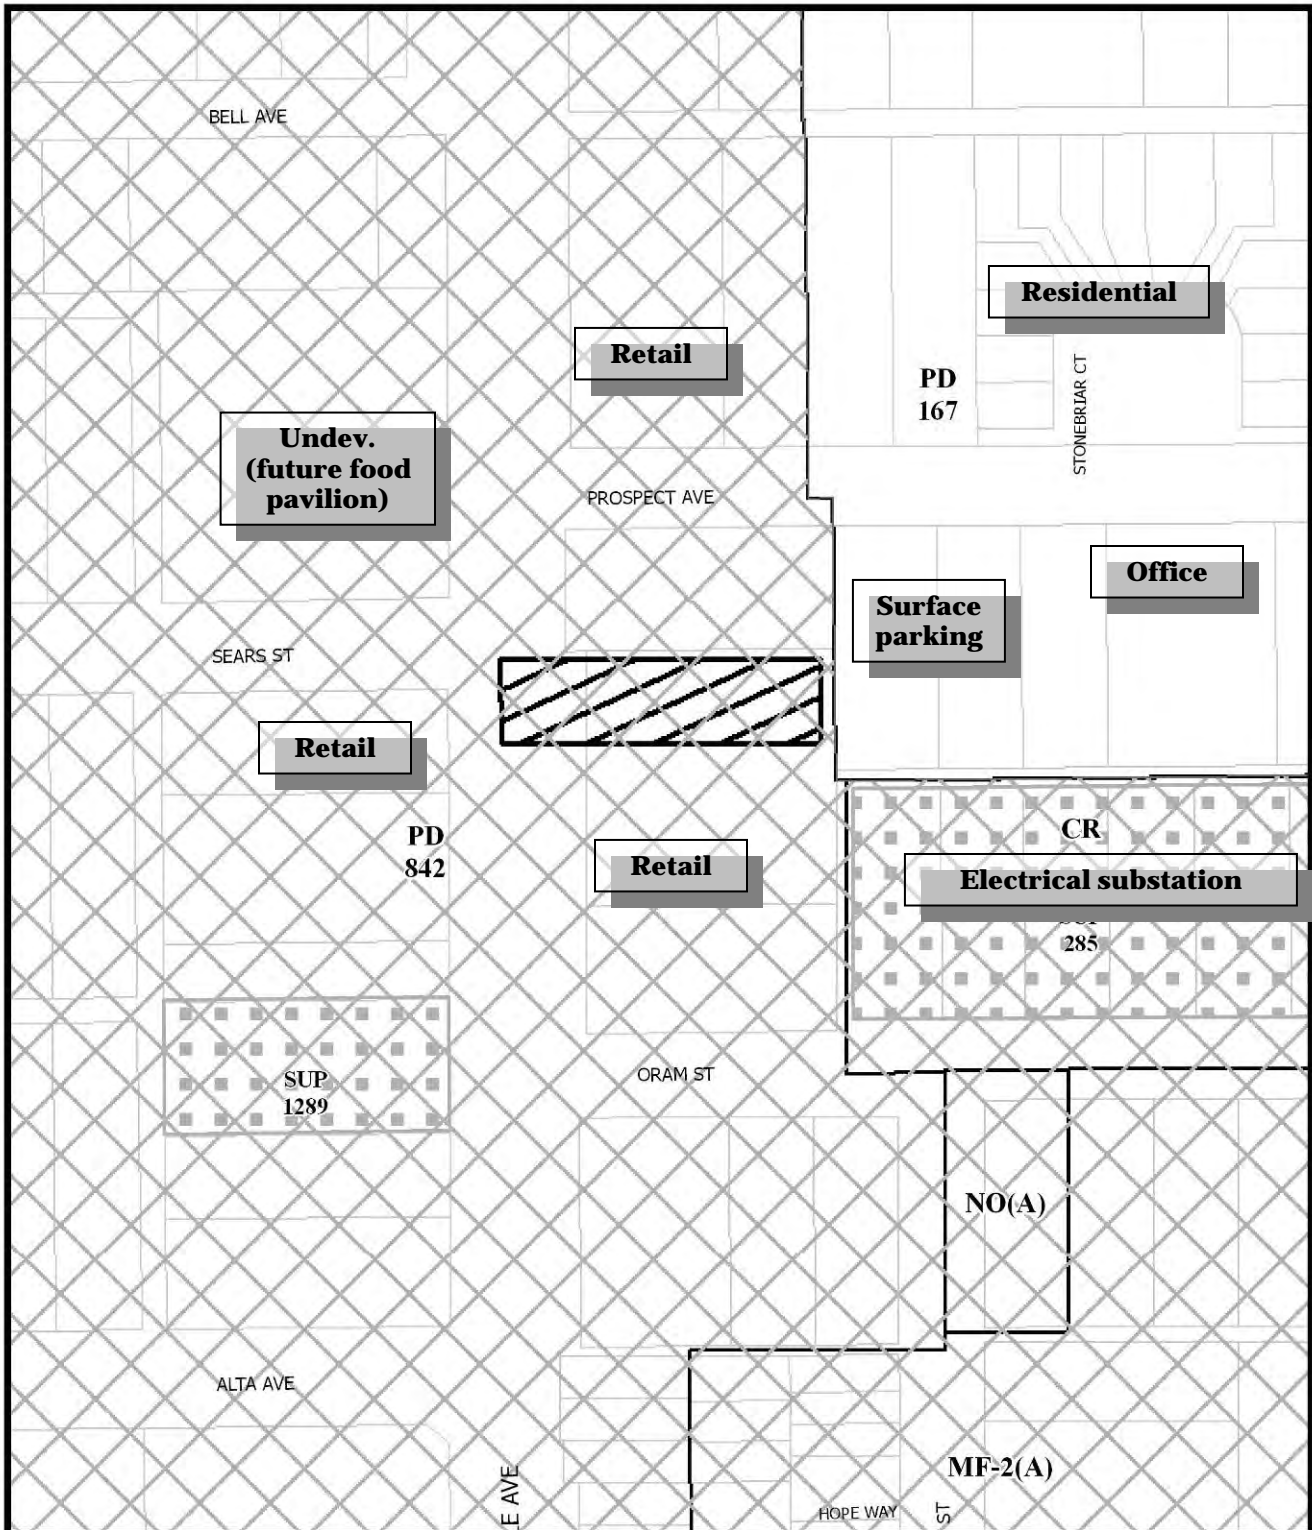 BELL AVE
Residential
Retail
PD
167
STONEBRIAR CT
Undev.
(future food
pavilion)
PROSPECT AVE
Office
Surface
parking
SEARS ST
Retail
PD
842
CR
Retail
Electrical substation
285
SUP
1289
ORAM ST
NO(A)
ALTA AVE
MF-2(A)
AVE
HOPE WAY
ST